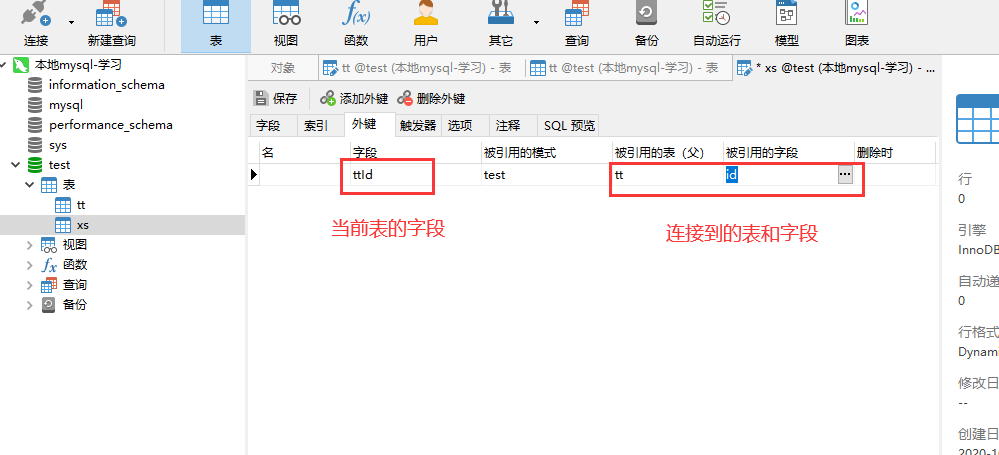 连接
新建查询
表
视图
函数
用户
其它
查询
备份
自动运行
模型
图表
本地mysql-学习
information_schema
mysql
performance_schema
sys
test
表
tt
xs
视图
函数
查询
备份
对象
tt @test (本地mysql-学习) - 表
tt @test (本地mysql-学习) - 表
* xs @test (本地mysql-学习) - ...
保存
添加外键
删除外键
字段
索引
外键
触发器
选项
注释
SQL 预览
名
字段
被引用的模式
被引用的表（父）
被引用的字段
删除时
ttId
test
tt
id
当前表的字段
连接到的表和字段
行
0
引擎
InnoDB
自动递
0
行格式
Dynami
修改日
--
创建日